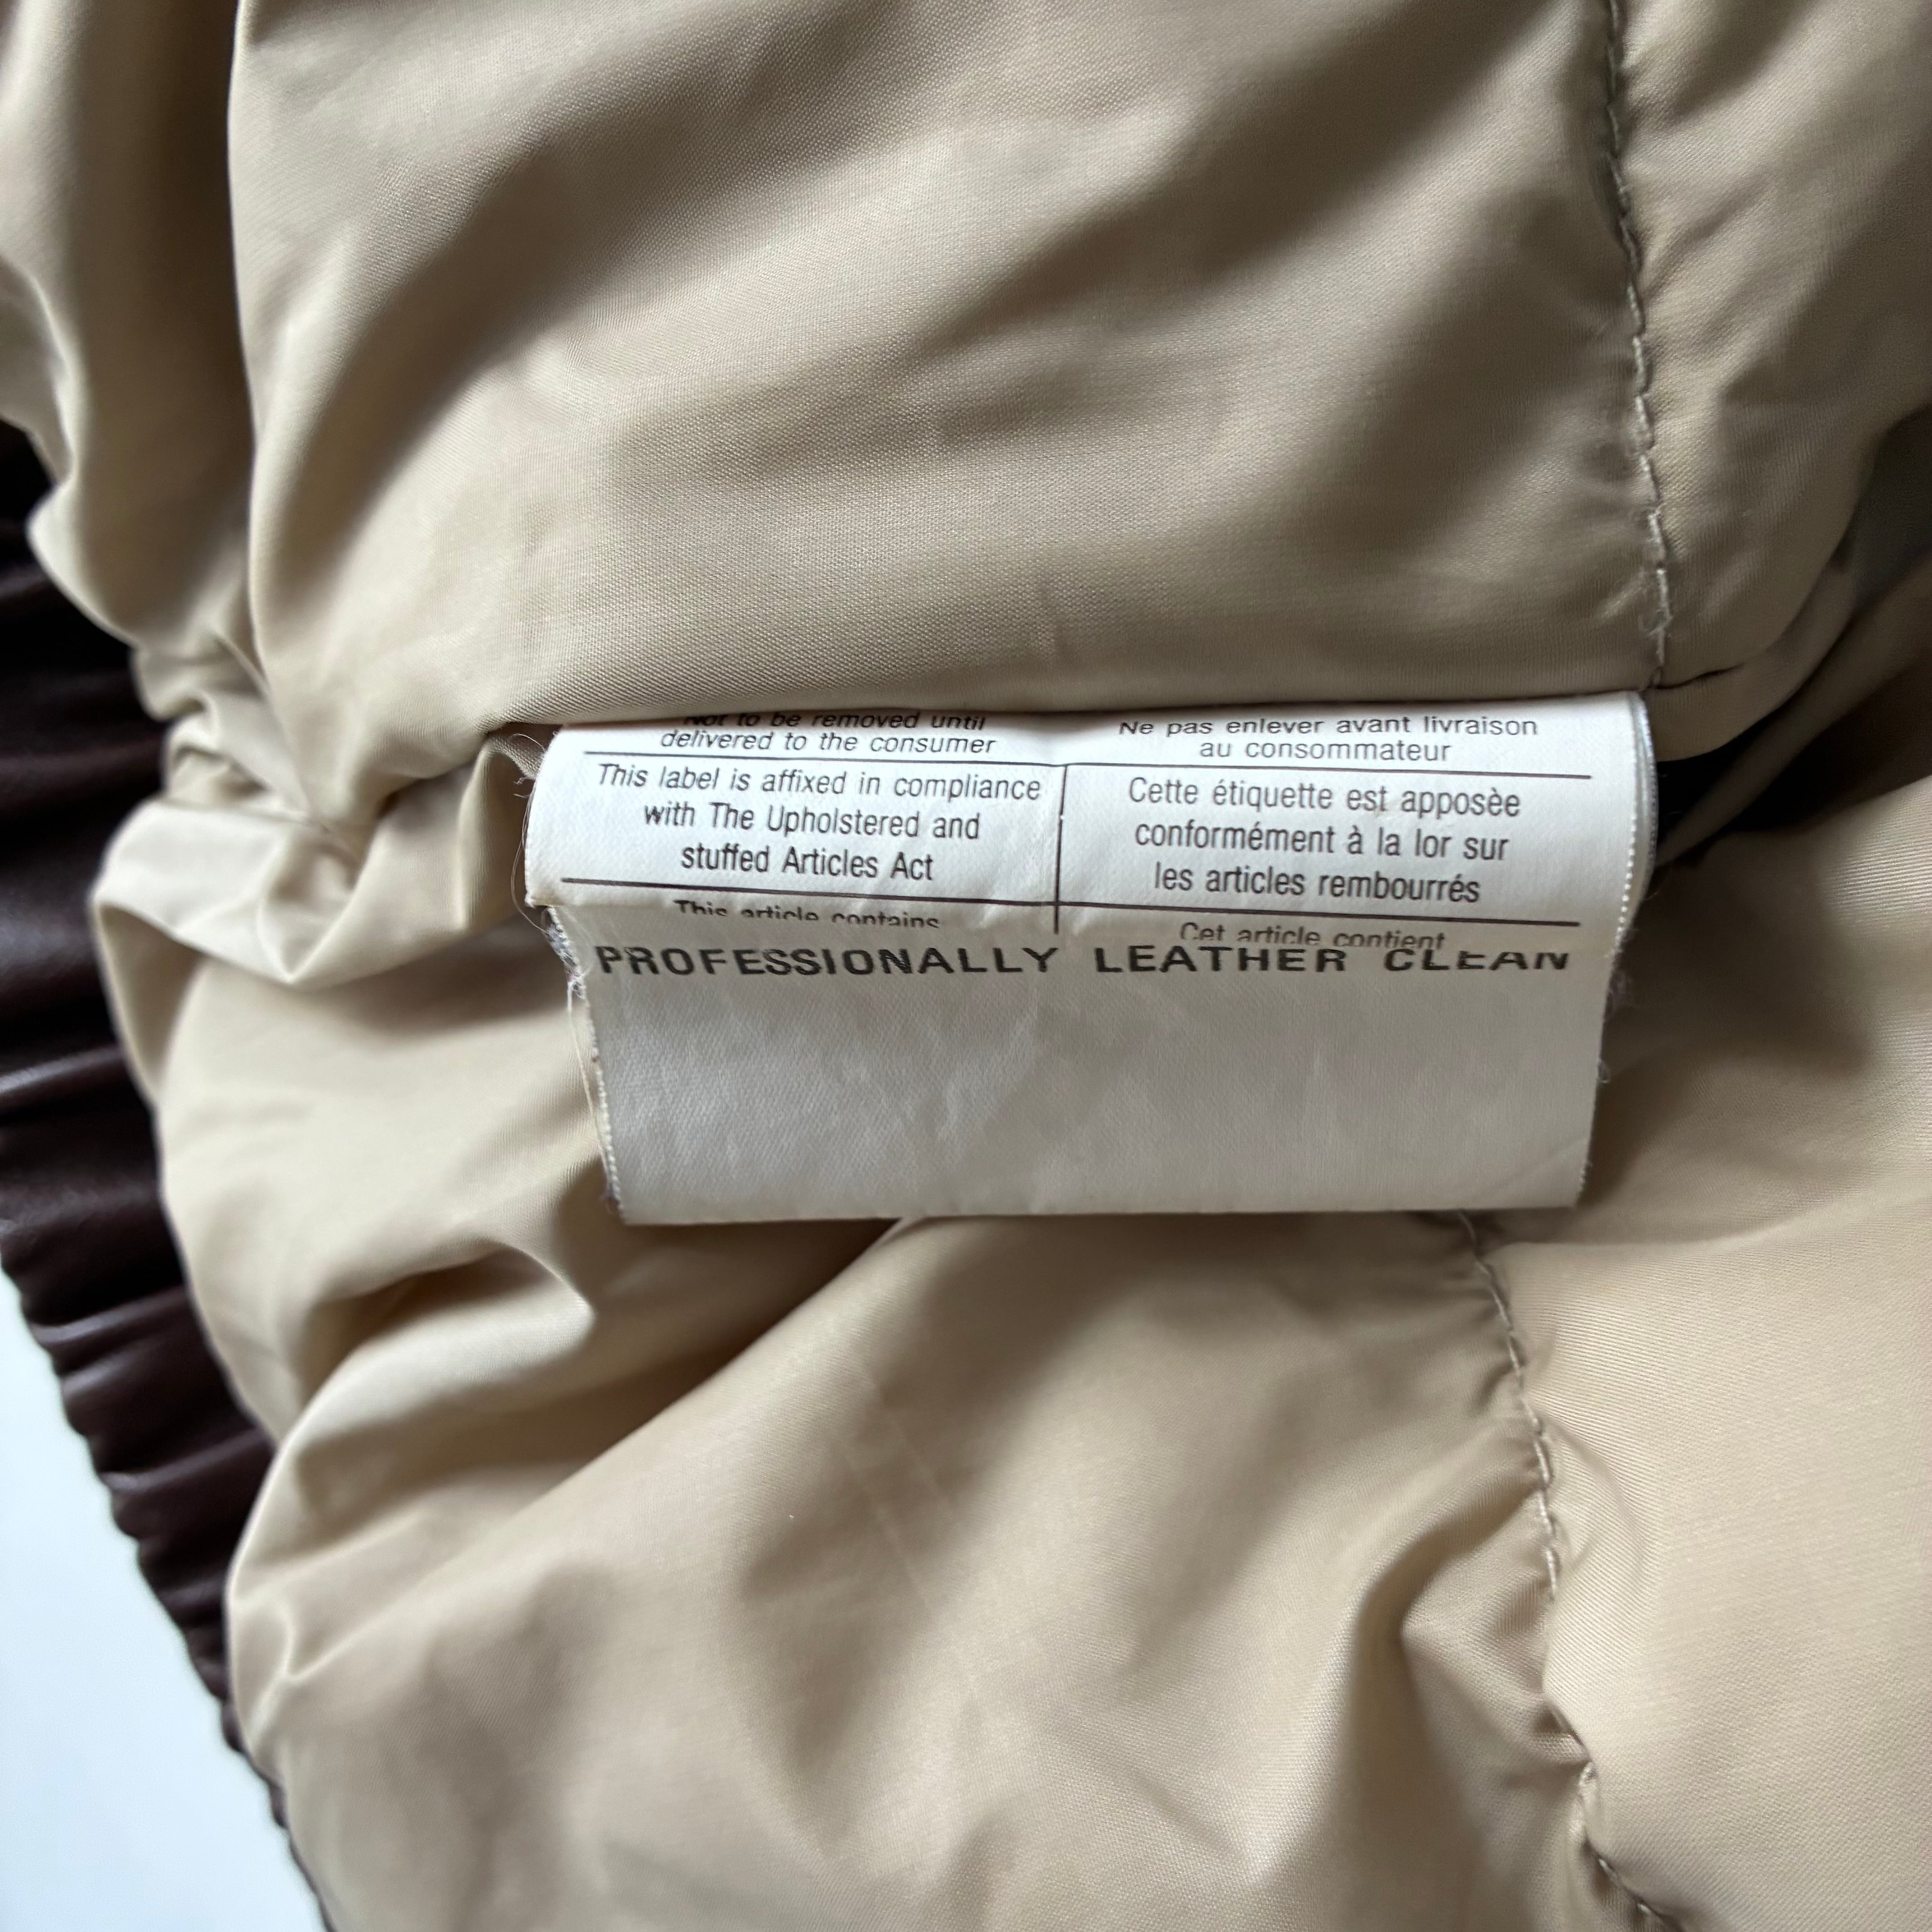 Not to be removed until
delivered to the consumer
Ne pas enlever avant livraison
au consommateur
This label is affixed in compliance
with The Upholstered and
stuffed Articles Act
Cette étiquette est apposèe
conformément à la lor sur
les articles rembourrés
This article contains
Cet article contient
PROFESSIONALLY LEATHER CLEAN